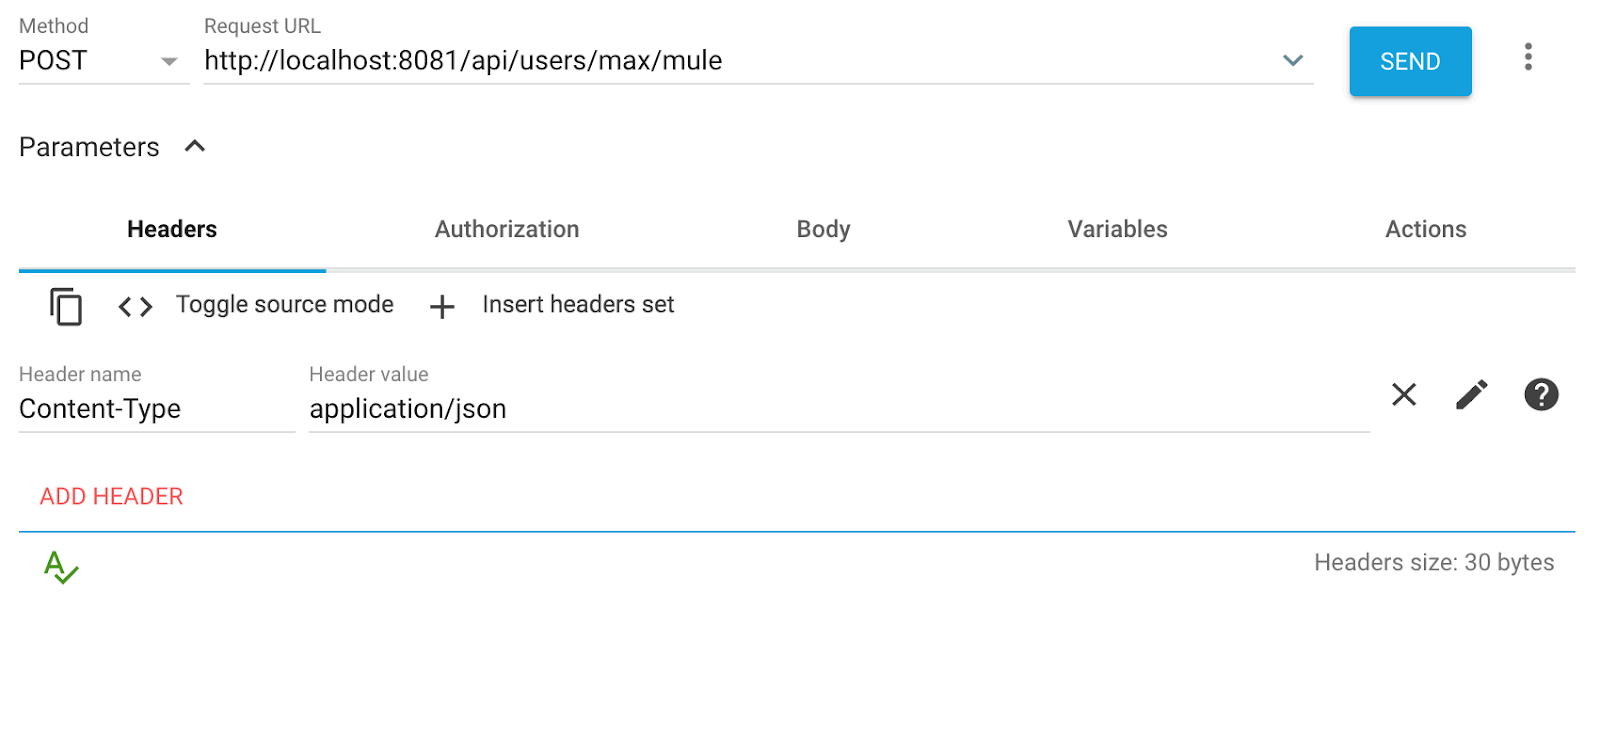 Method Request URL
POST http://localhost:8081/api/users/max/mule SEND
Parameters
Headers Authorization Body Variables Actions
Toggle source mode Insert headers set
Header name Header value
Content-Type application/json
ADD HEADER
Headers size: 30 bytes